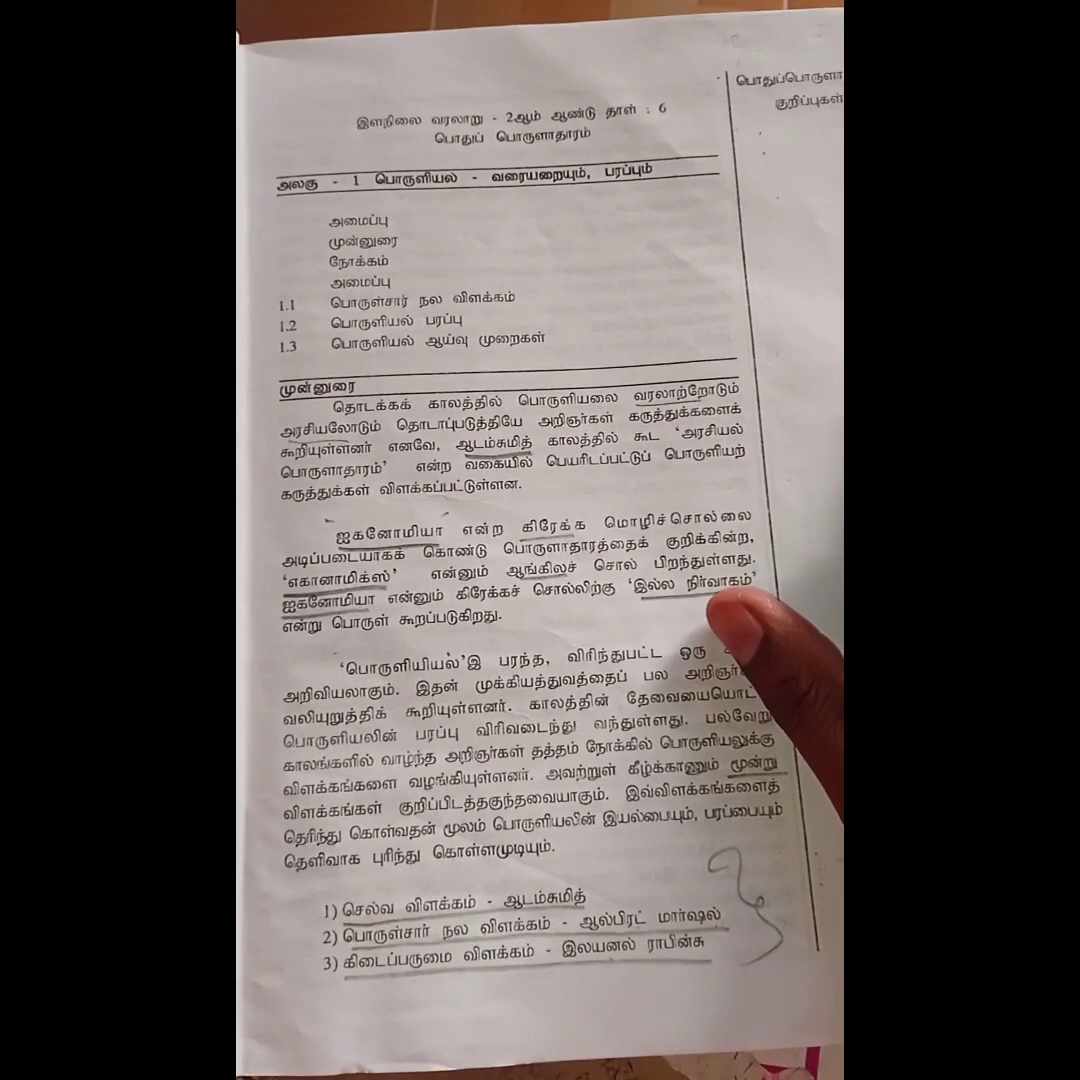 பொதுப்பொருளா
குறிப்புகள்
இளநிலை வரலாறு - 2ஆம் ஆண்டு தாள் : 6
பொதுப் பொருளாதாரம்
அலகு - 1 பொருளியல் - வரையறையும், பரப்பும்
அமைப்பு
முன்னுரை
நோக்கம்
அமைப்பு
1.1 பொருள்சார் நல விளக்கம்
1.2 பொருளியல் பரப்பு
1.3 பொருளியல் ஆய்வு முறைகள்
முன்னுரை
தொடக்கக் காலத்தில் பொருளியலை வரலாற்றோடும்
அரசியலோடும் தொடாப்படுத்தியே அறிஞர்கள் கருத்துக்களைக்
கூறியுள்ளனர் எனவே, ஆடம்சுமித் காலத்தில் கூட ‘அரசியல்
பொருளாதாரம்’ என்ற வகையில் பெயரிடப்பட்டுப் பொருளியற்
கருத்துக்கள் விளக்கப்பட்டுள்ளன.
ஐகனோமியா என்ற கிரேக்க மொழிச்சொல்லை
அடிப்படையாகக் கொண்டு பொருளாதாரத்தைக் குறிக்கின்ற,
‘எகானாமிக்ஸ்’ என்னும் ஆங்கிலச் சொல் பிறந்துள்ளது.
ஐகனோமியா என்னும் கிரேக்கச் சொல்லிற்கு ‘இல்ல நிர்வாகம்’
என்று பொருள் கூறப்படுகிறது.
‘பொருளியியல்’இ பரந்த, விரிந்துபட்ட ஒரு
அறிவியலாகும். இதன் முக்கியத்துவத்தைப் பல
வலியுறுத்திக் கூறியுள்ளனர். காலத்தின்
பொருளியலின் பரப்பு விரிவடைந்து வந்துள்ளது. பல்வேறு
காலங்களில் வாழ்ந்த அறிஞர்கள் தத்தம் நோக்கில் பொருளியலுக்கு
விளக்கங்களை வழங்கியுள்ளனர். அவற்றுள் கீழ்க்காணும் மூன்று
விளக்கங்கள் குறிப்பிடத்தகுந்தவையாகும். இவ்விளக்கங்களைத்
தெரிந்து கொள்வதன் மூலம் பொருளியலின் இயல்பையும், பரப்பையும்
தெளிவாக புரிந்து கொள்ளமுடியும்.
1) செல்வ விளக்கம் - ஆடம்சுமித்
2) பொருள்சார் நல விளக்கம் - ஆல்பிரட் மார்ஷல்
3) கிடைப்பருமை விளக்கம் - இலயனல் ராபின்சு